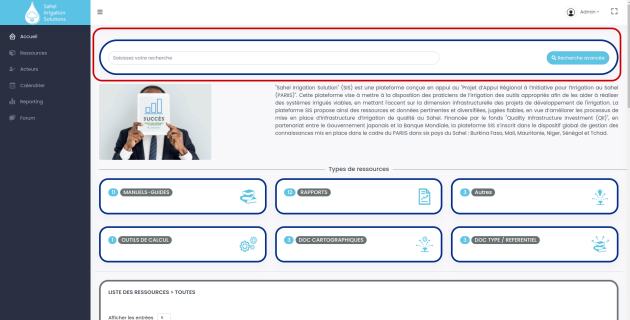 Sahel
Irrigation
Solutions
Admin
Accueil
Ressources
Acteurs
Calendrier
Reporting
Forum
Saisissez votre recherche
Recherche avancée
"Sahel Irrigation Solution" (SIS) est une plateforme conçue en appui au "Projet d'Appui Régional à l'Initiative pour l'Irrigation au Sahel
(PARIIS)". Cette plateforme vise à mettre à la disposition des praticiens de l'irrigation des outils appropriés afin de les aider à réaliser
des systèmes irrigués viables, en mettant l'accent sur la dimension infrastructurelle des projets de développement de l'irrigation. La
plateforme SIS propose ainsi des ressources et données pertinentes et diversifiées, jugées fiables, en vue d'améliorer les processus de
mise en place d'infrastructure d'irrigation de qualité au Sahel. Financée par le fonds "Quality Infrastructure Investment (QII)", en
partenariat entre le Gouvernement japonais et la Banque Mondiale, la plateforme SIS s'inscrit dans le dispositif global de gestion des
connaissances mis en place dans le cadre du PARIIS dans six pays du Sahel : Burkina Faso, Mali, Mauritanie, Niger, Sénégal et Tchad.
SUCCÈS
Types de ressources
11 MANUELS-GUIDES
12 RAPPORTS
3 Autres
1 OUTILS DE CALCUL
3 DOC CARTOGRAPHIQUES
3 DOC TYPE / REFERENTIEL
LISTE DES RESSOURCES > TOUTES
Afficher les entrées